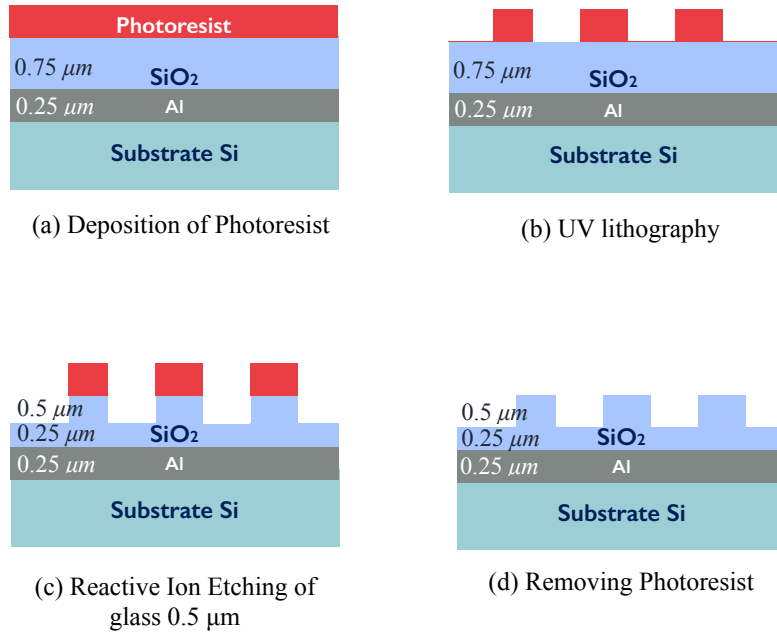 Photoresist
0.75 μm
SiO₂
0.25 μm
Al
Substrate Si
(a) Deposition of Photoresist
0.75 μm
SiO₂
0.25 μm
Al
Substrate Si
(b) UV lithography
0.5 μm
0.25 μm
SiO₂
0.25 μm
Al
Substrate Si
(c) Reactive Ion Etching of
glass 0.5 μm
0.5 μm
0.25 μm
SiO₂
0.25 μm
Al
Substrate Si
(d) Removing Photoresist